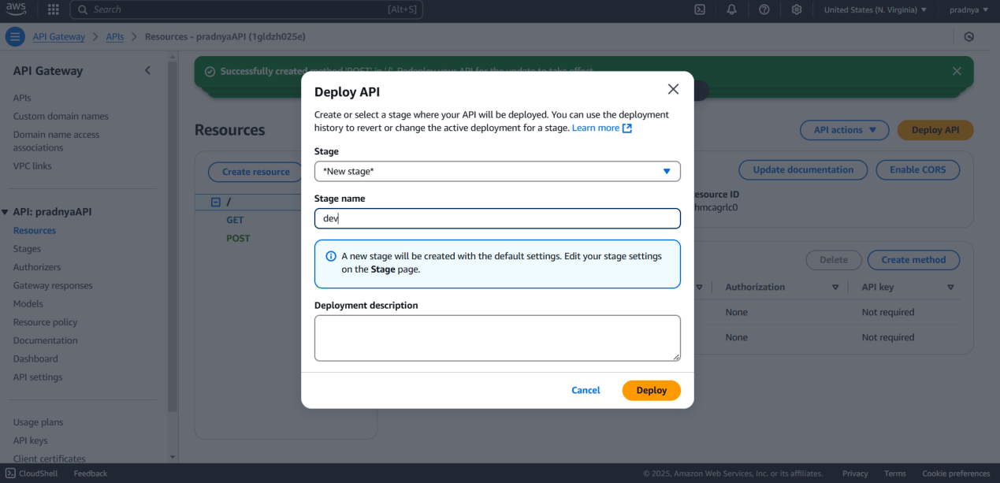 aws
Search
[Alt+S]
United States (N. Virginia)
pradnya
API Gateway
APIs
Resources - pradnyaAPI (1gldzh025e)
API Gateway
APIs
Custom domain names
Domain name access
associations
VPC links
API: pradnyaAPI
Resources
Stages
Authorizers
Gateway responses
Models
Resource policy
Documentation
Dashboard
API settings
Usage plans
API keys
Client certificates
Successfully created method 'POST' in '/'. Redeploy your API for the update to take effect.
Resources
API actions
Deploy API
Create resource
/
GET
POST
Update documentation
Enable CORS
esource ID
hmcagrlc0
Delete
Create method
Authorization
API key
None
Not required
None
Not required
Deploy API
Create or select a stage where your API will be deployed. You can use the deployment
history to revert or change the active deployment for a stage. Learn more
Stage
*New stage*
Stage name
dev
A new stage will be created with the default settings. Edit your stage settings
on the Stage page.
Deployment description
Cancel
Deploy
CloudShell
Feedback
© 2025, Amazon Web Services, Inc. or its affiliates.
Privacy
Terms
Cookie preferences